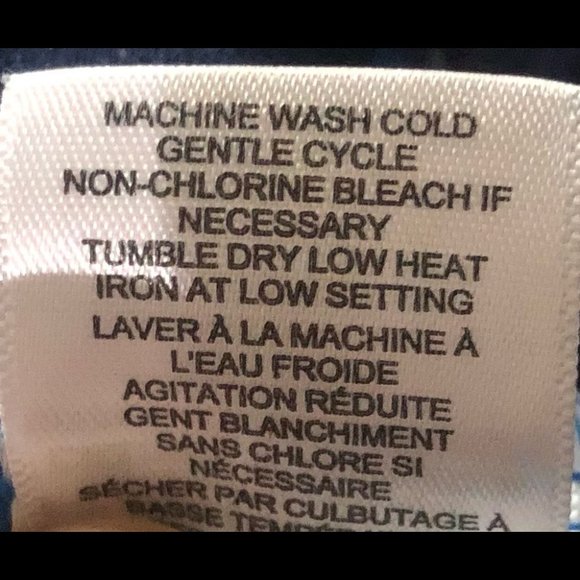 MACHINE WASH COLD
GENTLE CYCLE
NON-CHLORINE BLEACH IF
NECESSARY
TUMBLE DRY LOW HEAT
IRON AT LOW SETTING
LAVER À LA MACHINE À
L'EAU FROIDE
AGITATION RÉDUITE
GENT BLANCHIMENT
SANS CHLORE SI
NÉCESSAIRE
SÉCHER PAR CULBUTAGE À
BASSE